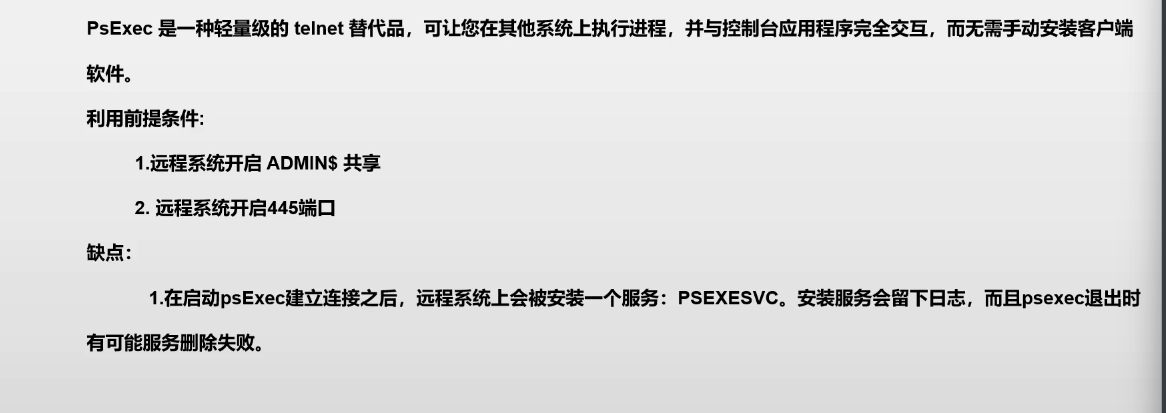 PsExec 是一种轻量级的 telnet 替代品，可让您在其他系统上执行进程，并与控制台应用程序完全交互，而无需手动安装客户端
软件。
利用前提条件:
1.远程系统开启 ADMIN$ 共享
2. 远程系统开启445端口
缺点：
1.在启动psExec建立连接之后，远程系统上会被安装一个服务：PSEXESVC。安装服务会留下日志，而且psexec退出时
有可能服务删除失败。